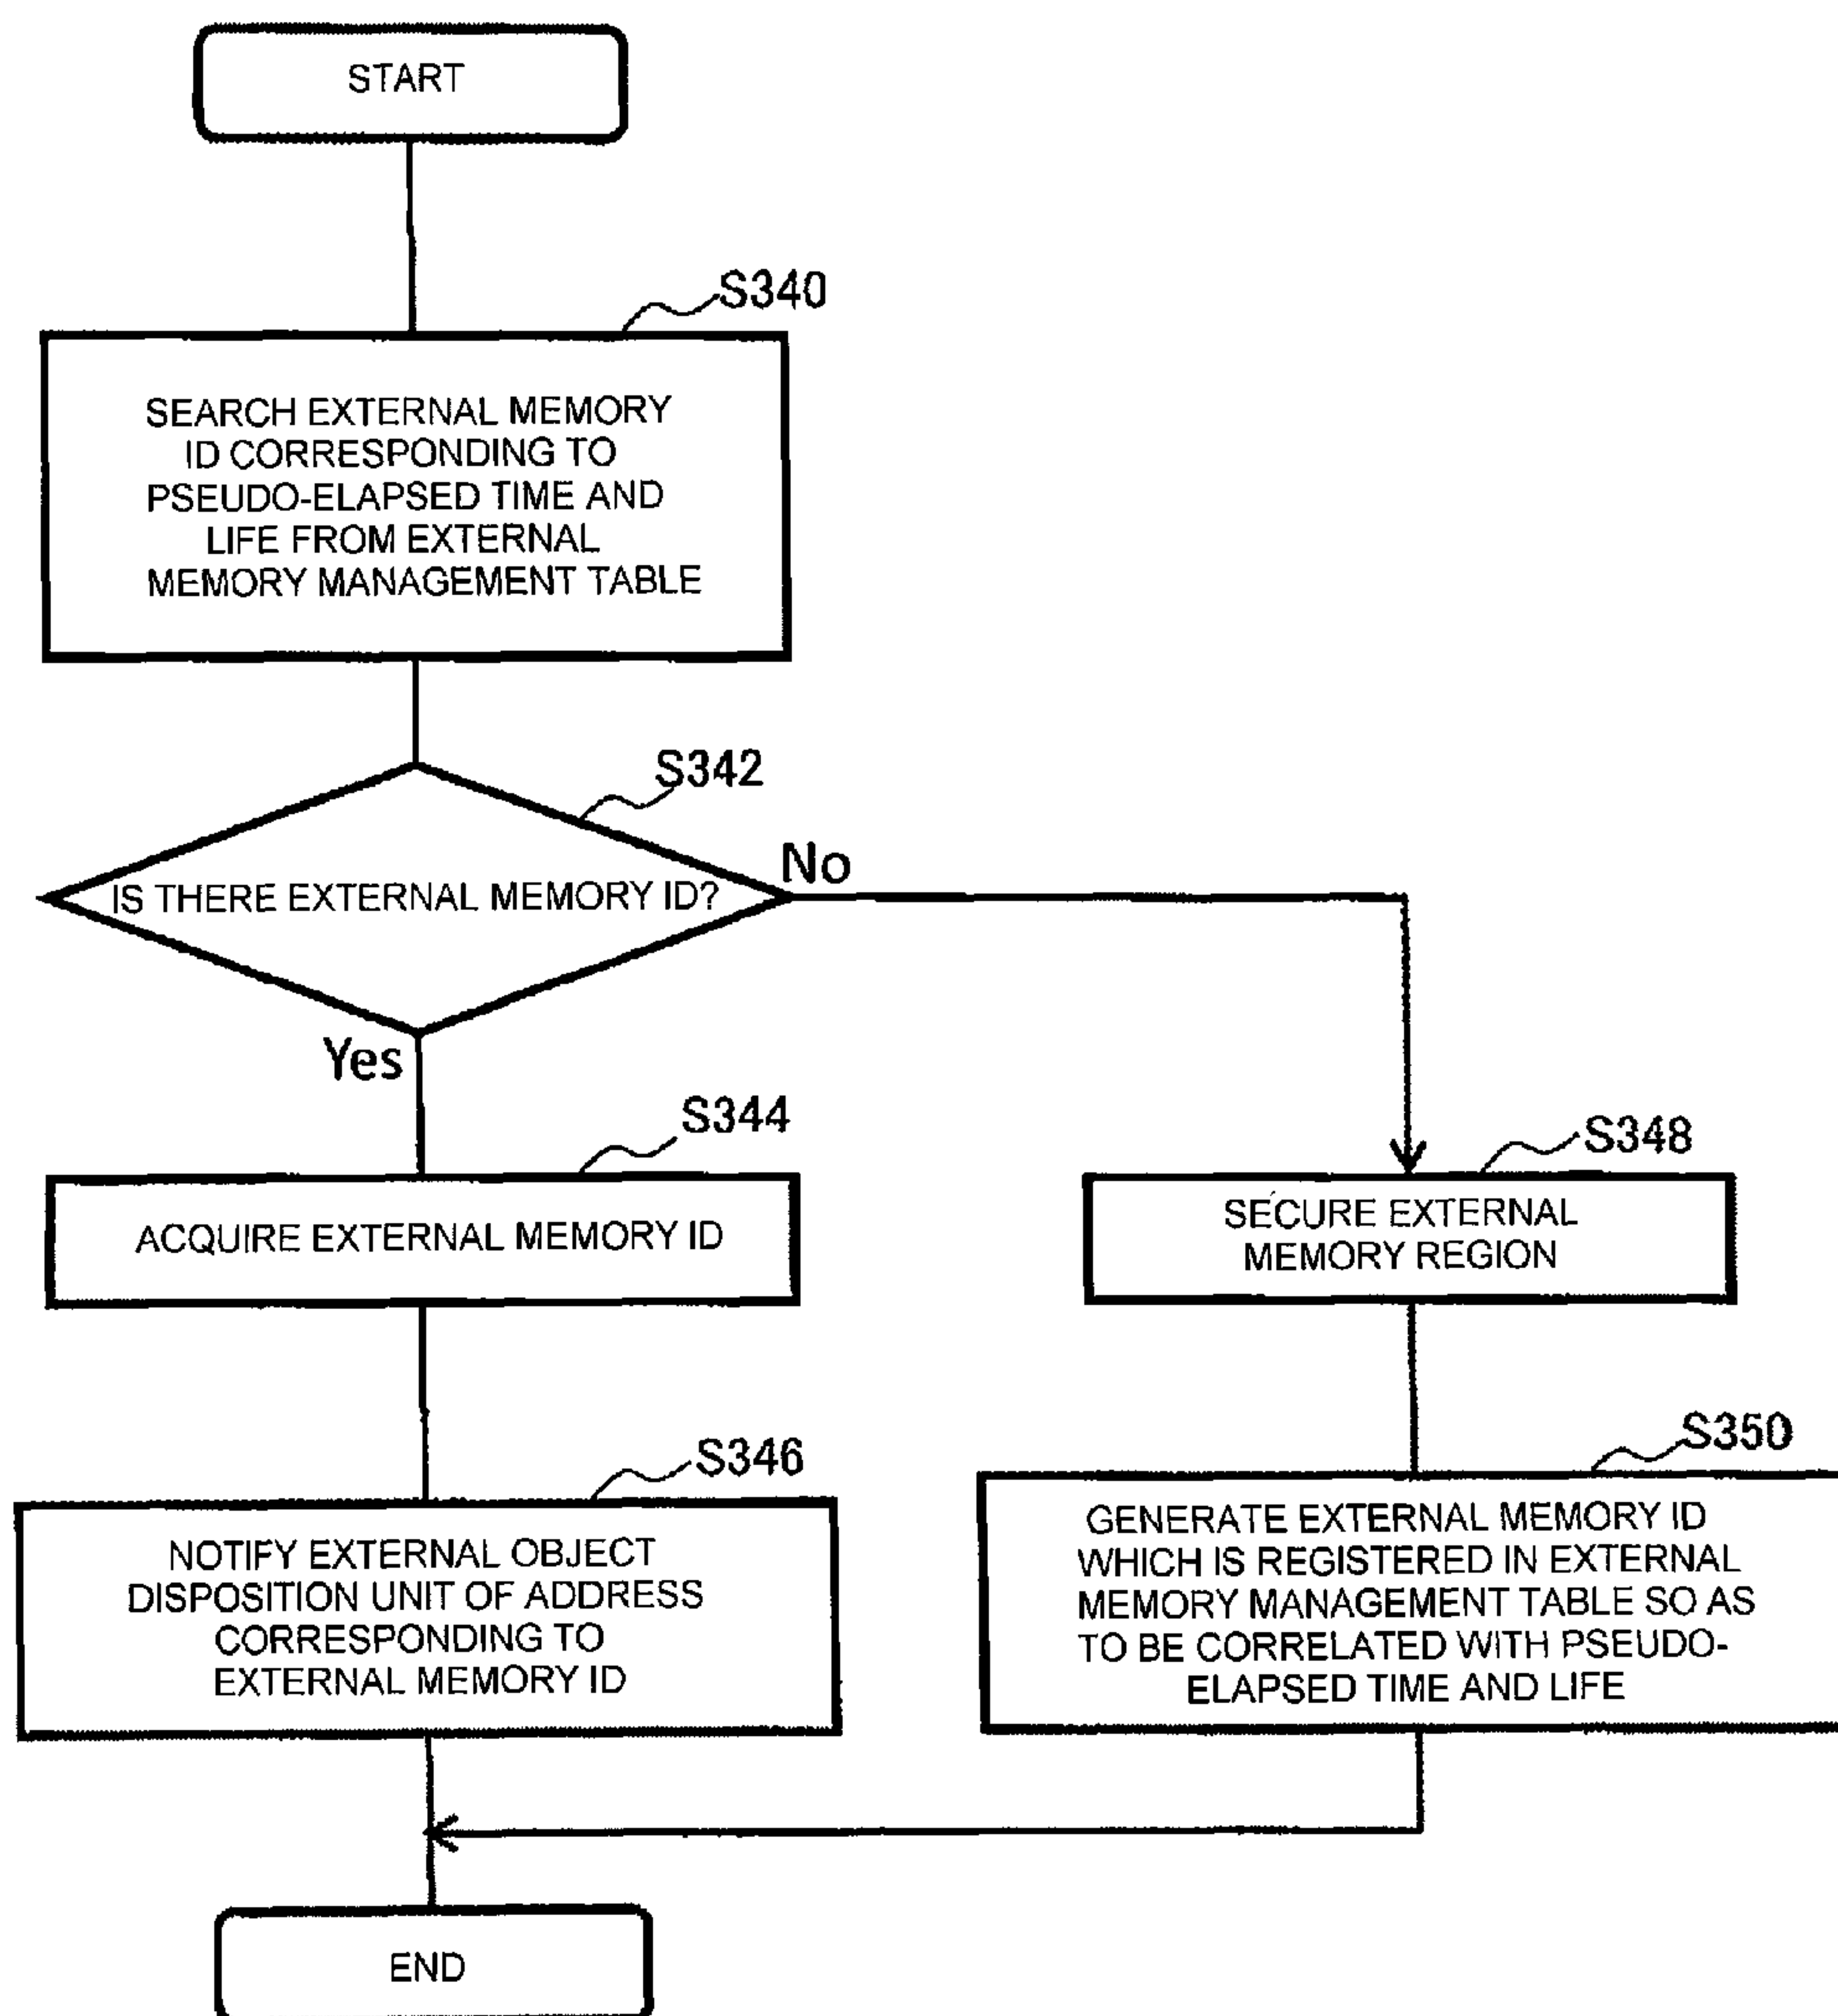 START
S340
SEARCH EXTERNAL MEMORY
ID CORRESPONDING TO
PSEUDO-ELAPSED TIME AND
LIFE FROM EXTERNAL
MEMORY MANAGEMENT TABLE
S342
IS THERE EXTERNAL MEMORY ID?
No
Yes
S344
ACQUIRE EXTERNAL MEMORY ID
S348
SECURE EXTERNAL
MEMORY REGION
S346
NOTIFY EXTERNAL OBJECT
DISPOSITION UNIT OF ADDRESS
CORRESPONDING TO
EXTERNAL MEMORY ID
S350
GENERATE EXTERNAL MEMORY ID
WHICH IS REGISTERED IN EXTERNAL
MEMORY MANAGEMENT TABLE SO AS
TO BE CORRELATED WITH PSEUDO-
ELAPSED TIME AND LIFE
END